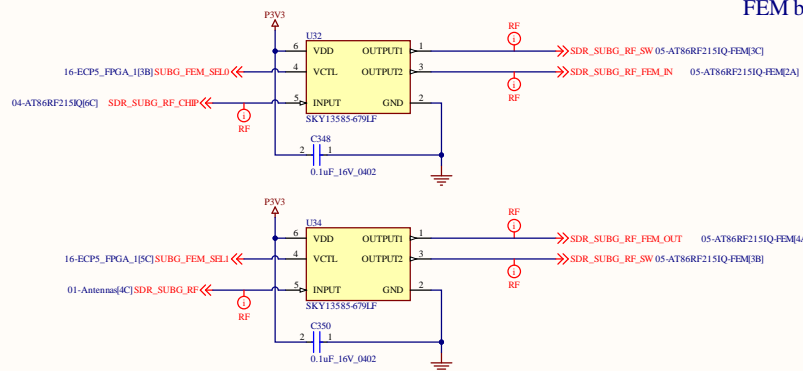 FEM b
P3V3
U32
RF
6 VDD OUTPUT1 1 SDR_SUBG_RF_SW 05-AT86RF215IQ-FEM[3C]
16-ECP5_FPGA_1[3B] SUBG_FEM_SEL0 4 VCTL OUTPUT2 3 SDR_SUBG_RF_FEM_IN 05-AT86RF215IQ-FEM[2A]
04-AT86RF215IQ[6C] SDR_SUBG_RF_CHIP 5 INPUT GND 2
i
RF
i
RF
SKY13585-679LF
C348
2 1
0.1uF_16V_0402
P3V3
U34
RF
i
6 VDD OUTPUT1 1 SDR_SUBG_RF_FEM_OUT 05-AT86RF215IQ-FEM[4A
16-ECP5_FPGA_1[5C] SUBG_FEM_SEL1 4 VCTL OUTPUT2 3 SDR_SUBG_RF_SW 05-AT86RF215IQ-FEM[3B]
01-Antennas[4C] SDR_SUBG_RF 5 INPUT GND 2
i
RF
i
RF
SKY13585-679LF
C350
2 1
0.1uF_16V_0402